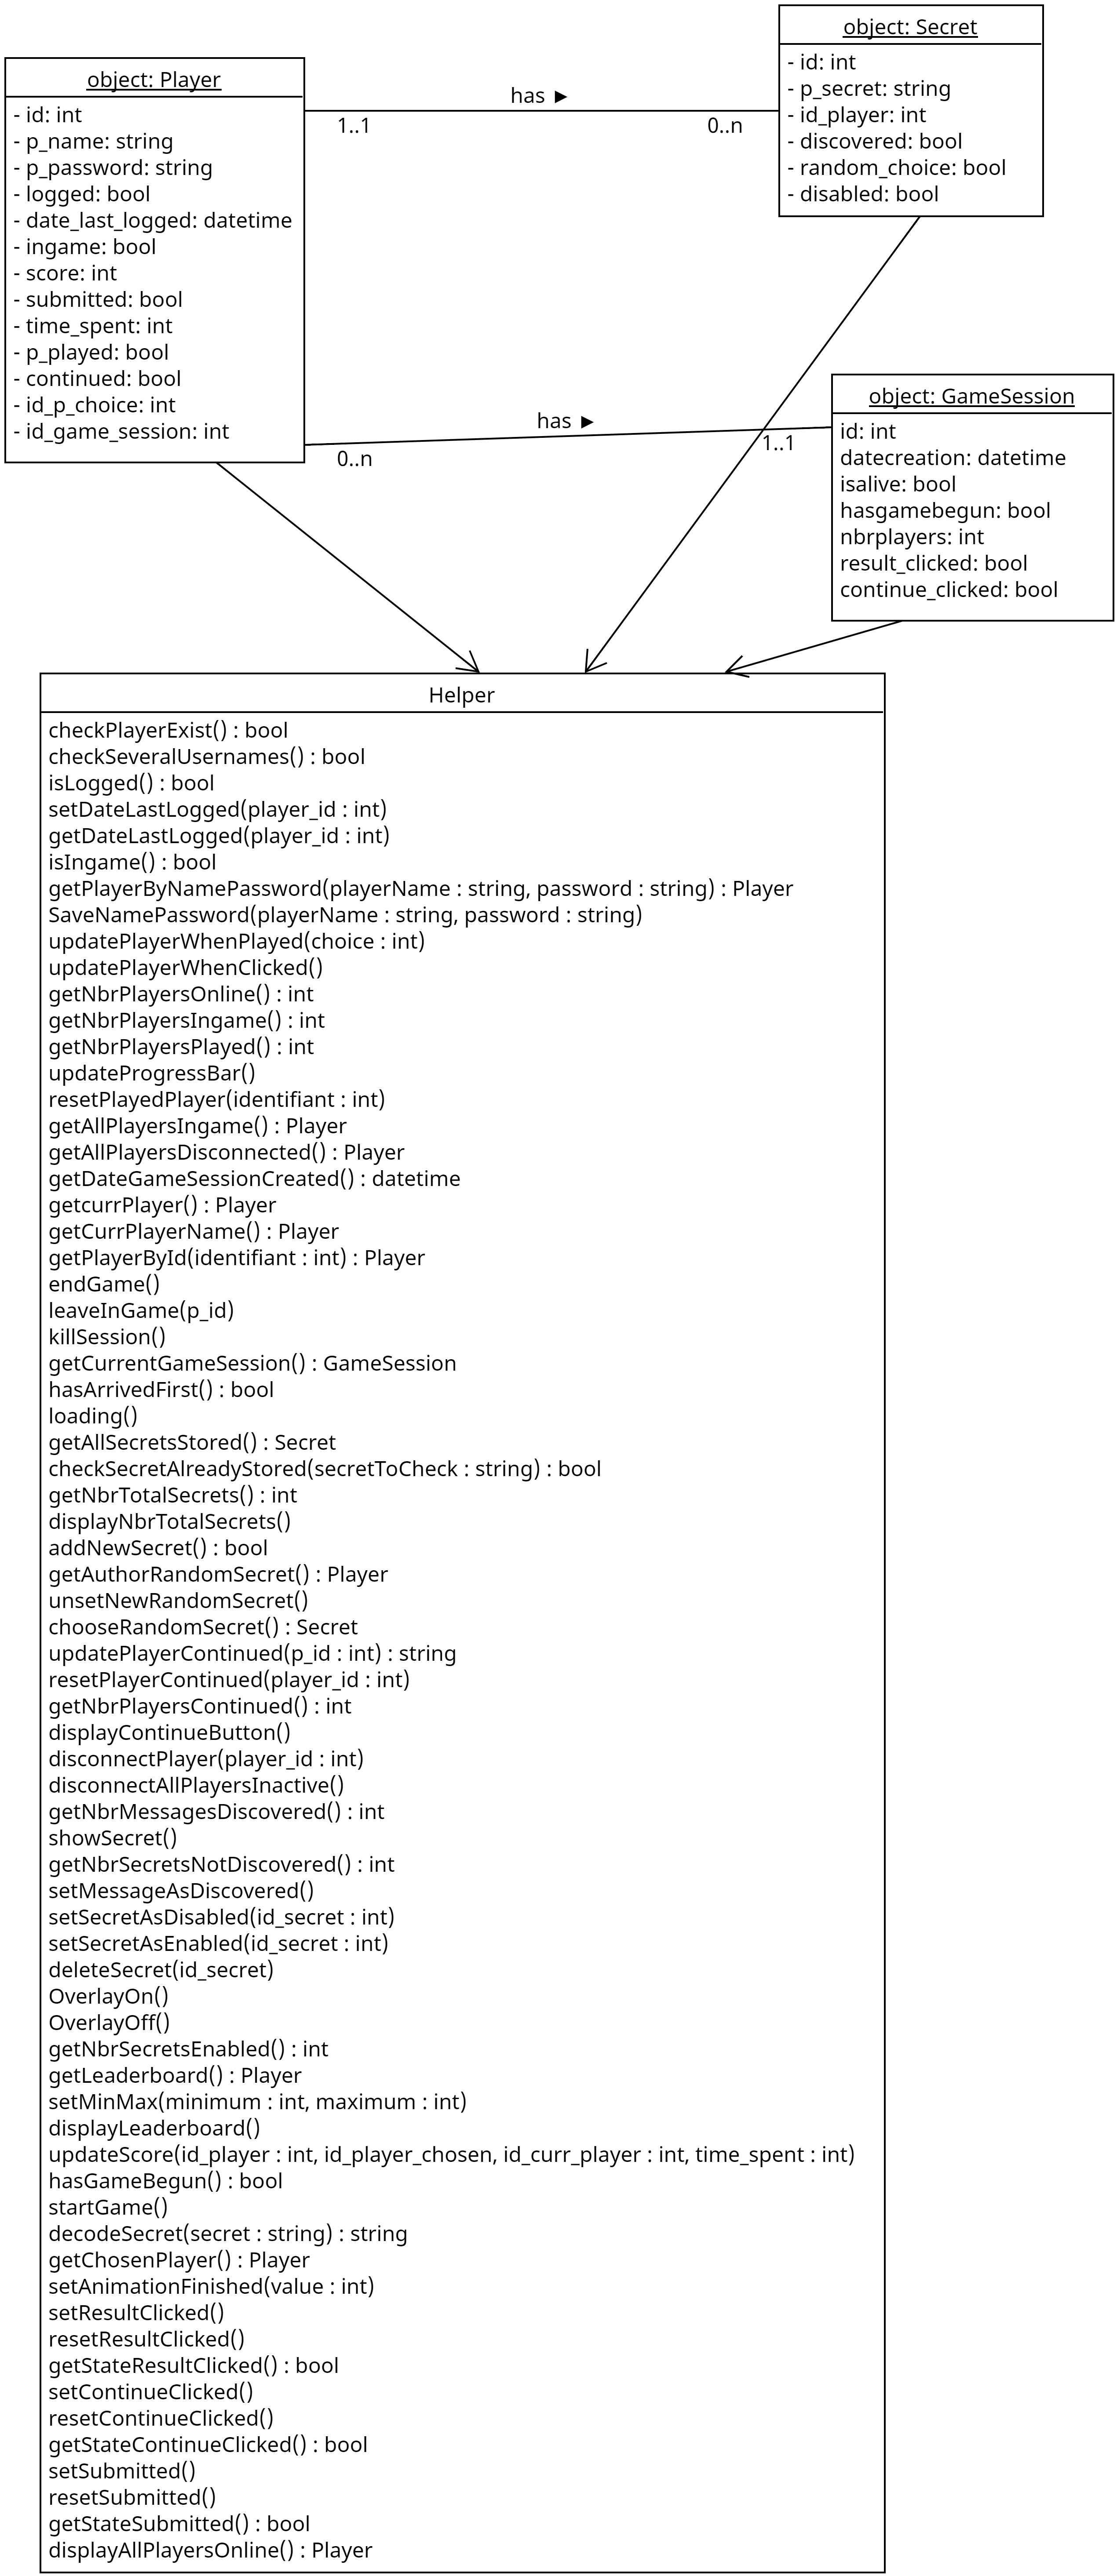 object: Secret
- id: int
- p_secret: string
- id_player: int
- discovered: bool
- random_choice: bool
- disabled: bool
object: Player
- id: int
- p_name: string
- p_password: string
- logged: bool
- date_last_logged: datetime
- ingame: bool
- score: int
- submitted: bool
- time_spent: int
- p_played: bool
- continued: bool
- id_p_choice: int
- id_game_session: int
has ►
1..1
0..n
has ►
0..n
1..1
object: GameSession
id: int
datecreation: datetime
isalive: bool
hasgamebegun: bool
nbrplayers: int
result_clicked: bool
continue_clicked: bool
Helper
checkPlayerExist() : bool
checkSeveralUsernames() : bool
isLogged() : bool
setDateLastLogged(player_id : int)
getDateLastLogged(player_id : int)
isIngame() : bool
getPlayerByNamePassword(playerName : string, password : string) : Player
SaveNamePassword(playerName : string, password : string)
updatePlayerWhenPlayed(choice : int)
updatePlayerWhenClicked()
getNbrPlayersOnline() : int
getNbrPlayersIngame() : int
getNbrPlayersPlayed() : int
updateProgressBar()
resetPlayedPlayer(identifiant : int)
getAllPlayersIngame() : Player
getAllPlayersDisconnected() : Player
getDateGameSessionCreated() : datetime
getcurrPlayer() : Player
getCurrPlayerName() : Player
getPlayerById(identifiant : int) : Player
endGame()
leaveInGame(p_id)
killSession()
getCurrentGameSession() : GameSession
hasArrivedFirst() : bool
loading()
getAllSecretsStored() : Secret
checkSecretAlreadyStored(secretToCheck : string) : bool
getNbrTotalSecrets() : int
displayNbrTotalSecrets()
addNewSecret() : bool
getAuthorRandomSecret() : Player
unsetNewRandomSecret()
chooseRandomSecret() : Secret
updatePlayerContinued(p_id : int) : string
resetPlayerContinued(player_id : int)
getNbrPlayersContinued() : int
displayContinueButton()
disconnectPlayer(player_id : int)
disconnectAllPlayersInactive()
getNbrMessagesDiscovered() : int
showSecret()
getNbrSecretsNotDiscovered() : int
setMessageAsDiscovered()
setSecretAsDisabled(id_secret : int)
setSecretAsEnabled(id_secret : int)
deleteSecret(id_secret)
OverlayOn()
OverlayOff()
getNbrSecretsEnabled() : int
getLeaderboard() : Player
setMinMax(minimum : int, maximum : int)
displayLeaderboard()
updateScore(id_player : int, id_player_chosen, id_curr_player : int, time_spent : int)
hasGameBegun() : bool
startGame()
decodeSecret(secret : string) : string
getChosenPlayer() : Player
setAnimationFinished(value : int)
setResultClicked()
resetResultClicked()
getStateResultClicked() : bool
setContinueClicked()
resetContinueClicked()
getStateContinueClicked() : bool
setSubmitted()
resetSubmitted()
getStateSubmitted() : bool
displayAllPlayersOnline() : Player